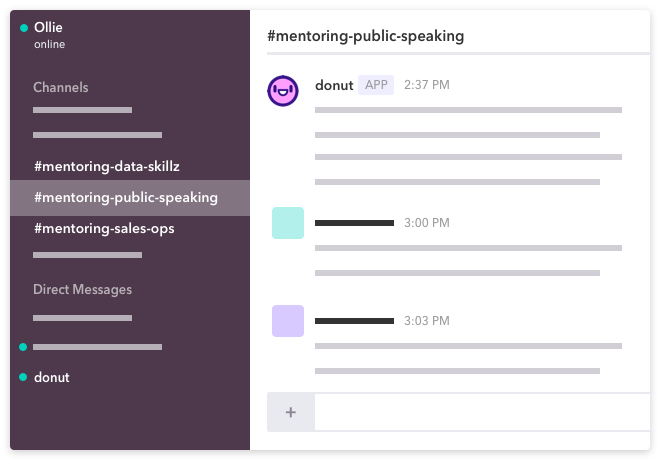 Ollie
online
Channels
#mentoring-data-skillz
#mentoring-public-speaking
#mentoring-sales-ops
Direct Messages
donut
#mentoring-public-speaking
donut APP 2:37 PM
3:00 PM
3:03 PM
+